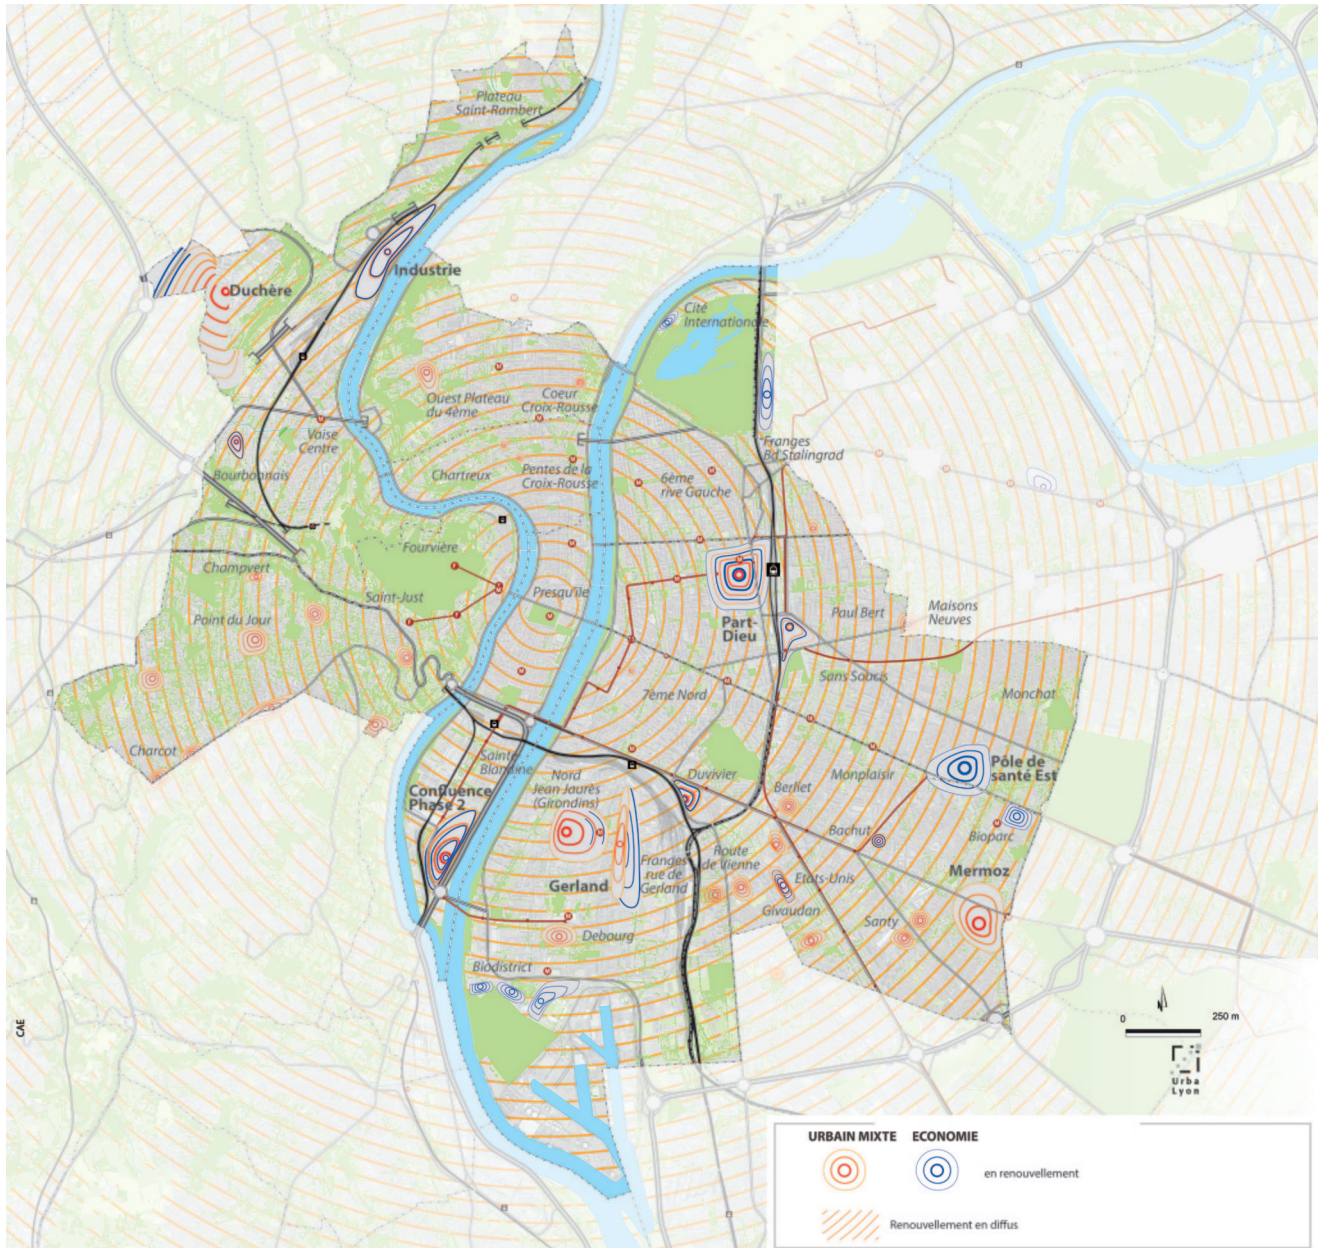 Plateau
Saint-Rambert
Industrie
Duchère
Cité
Internationale
Ouest Plateau
du 4ème
Coeur
Croix-Rousse
Vaise
Centre
Bourbonnais
Chartreux
Pentes de la
Croix-Rousse
6ème
rive Gauche
Franges
Bd Stalingrad
Fourvière
Champvert
Saint-Just
Presqu'île
Point du Jour
Part-
Dieu
Paul Bert
Maisons
Neuves
Sans Soucis
Monchat
7ème Nord
Charcot
Sainte
Blandine
Confluence
Phase 2
Nord
Jean Jaurès
(Girondins)
Duvivier
Berliet
Monplaisir
Pôle de
santé Est
Bachut
Bioparc
Gerland
Franges
rue de
Gerland
Route
de Vienne
Etats-Unis
Mermoz
Givaudan
Santy
Debourg
Biodistrict
CAE
0
250 m
Urba
Lyon
URBAIN MIXTE ECONOMIE
en renouvellement
Renouvellement en diffus